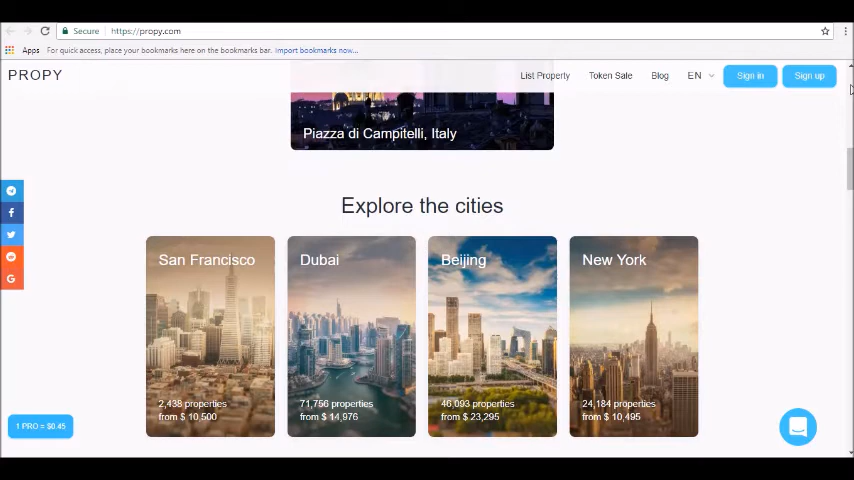 Secure https://propy.com
Apps For quick access, place your bookmarks here on the bookmarks bar. Import bookmarks now...
PROPY List Property Token Sale Blog EN Sign in Sign up
Piazza di Campitelli, Italy
Explore the cities
San Francisco
2,438 properties
from $ 10,500
Dubai
71,756 properties
from $ 14,976
Beijing
46,093 properties
from $ 23,295
New York
24,184 properties
from $ 10,495
1 PRO = $0.45